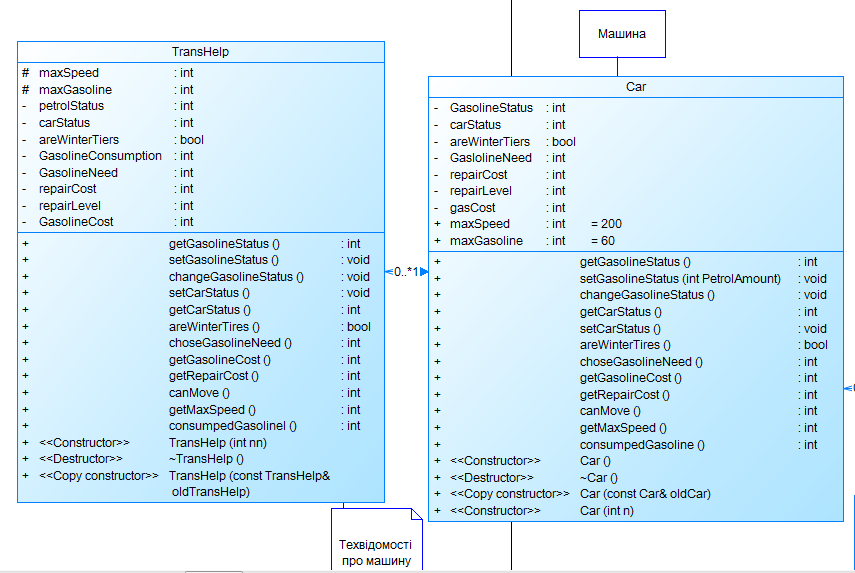 TransHelp
# maxSpeed : int
# maxGasoline : int
- petrolStatus : int
- carStatus : int
- areWinterTiers : bool
- GasolineConsumption : int
- GasolineNeed : int
- repairCost : int
- repairLevel : int
- GasolineCost : int
+ getGasolineStatus () : int
+ setGasolineStatus () : void
+ changeGasolineStatus () : void
+ setCarStatus () : void
+ getCarStatus () : int
+ areWinterTires () : bool
+ choseGasolineNeed () : int
+ getGasolineCost () : int
+ getRepairCost () : int
+ canMove () : int
+ getMaxSpeed () : int
+ consumpedGasolinel () : int
+ <<Constructor>> TransHelp (int nn)
+ <<Destructor>> ~TransHelp ()
+ <<Copy constructor>> TransHelp (const TransHelp&
oldTransHelp)
0..*1
Машина
Car
- GasolineStatus : int
- carStatus : int
- areWinterTiers : bool
- GaslolineNeed : int
- repairCost : int
- repairLevel : int
- gasCost : int
+ maxSpeed : int = 200
+ maxGasoline : int = 60
+ getGasolineStatus () : int
+ setGasolineStatus (int PetrolAmount) : void
+ changeGasolineStatus () : void
+ getCarStatus () : int
+ setCarStatus () : void
+ areWinterTires () : bool
+ choseGasolineNeed () : int
+ getGasolineCost () : int
+ getRepairCost () : int
+ canMove () : int
+ getMaxSpeed () : int
+ consumpedGasoline () : int
+ <<Constructor>> Car ()
+ <<Destructor>> ~Car ()
+ <<Copy constructor>> Car (const Car& oldCar)
+ <<Constructor>> Car (int n)
Техвідомості
про машину